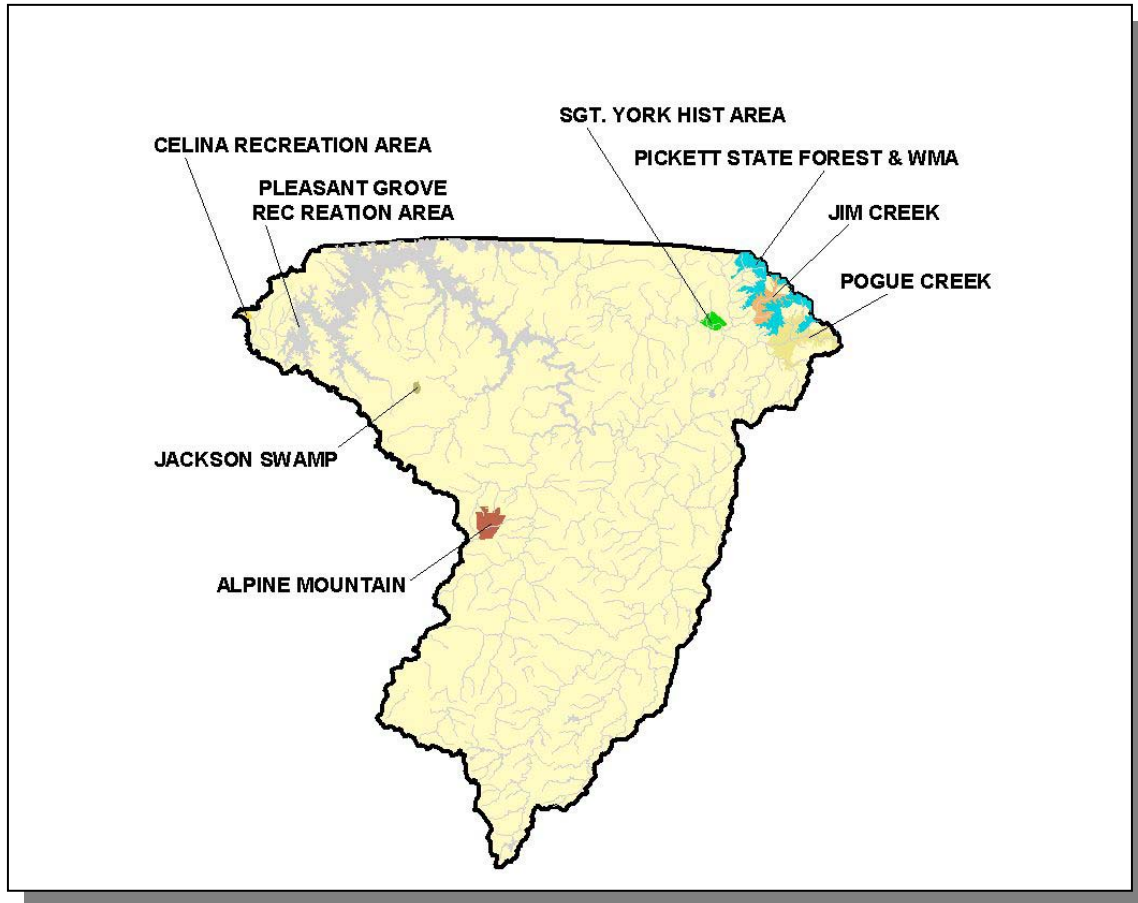 SGT. YORK HIST AREA
CELINA RECREATION AREA
PICKETT STATE FOREST & WMA
PLEASANT GROVE
REC REATION AREA
JIM CREEK
POGUE CREEK
JACKSON SWAMP
ALPINE MOUNTAIN